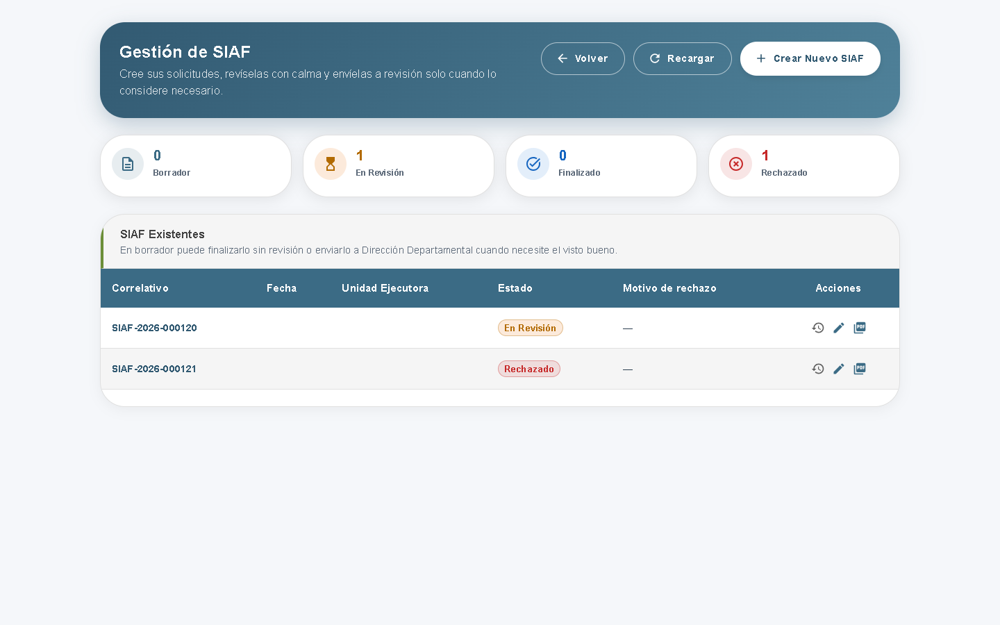 Gestión de SIAF
Cree sus solicitudes, revíselas con calma y envíelas a revisión solo cuando lo
considere necesario.
Volver
Recargar
Crear Nuevo SIAF
0
Borrador
1
En Revisión
0
Finalizado
1
Rechazado
SIAF Existentes
En borrador puede finalizarlo sin revisión o enviarlo a Dirección Departamental cuando necesite el visto bueno.
Correlativo Fecha Unidad Ejecutora Estado Motivo de rechazo Acciones
SIAF-2026-000120 En Revisión — PDF
SIAF-2026-000121 Rechazado — PDF